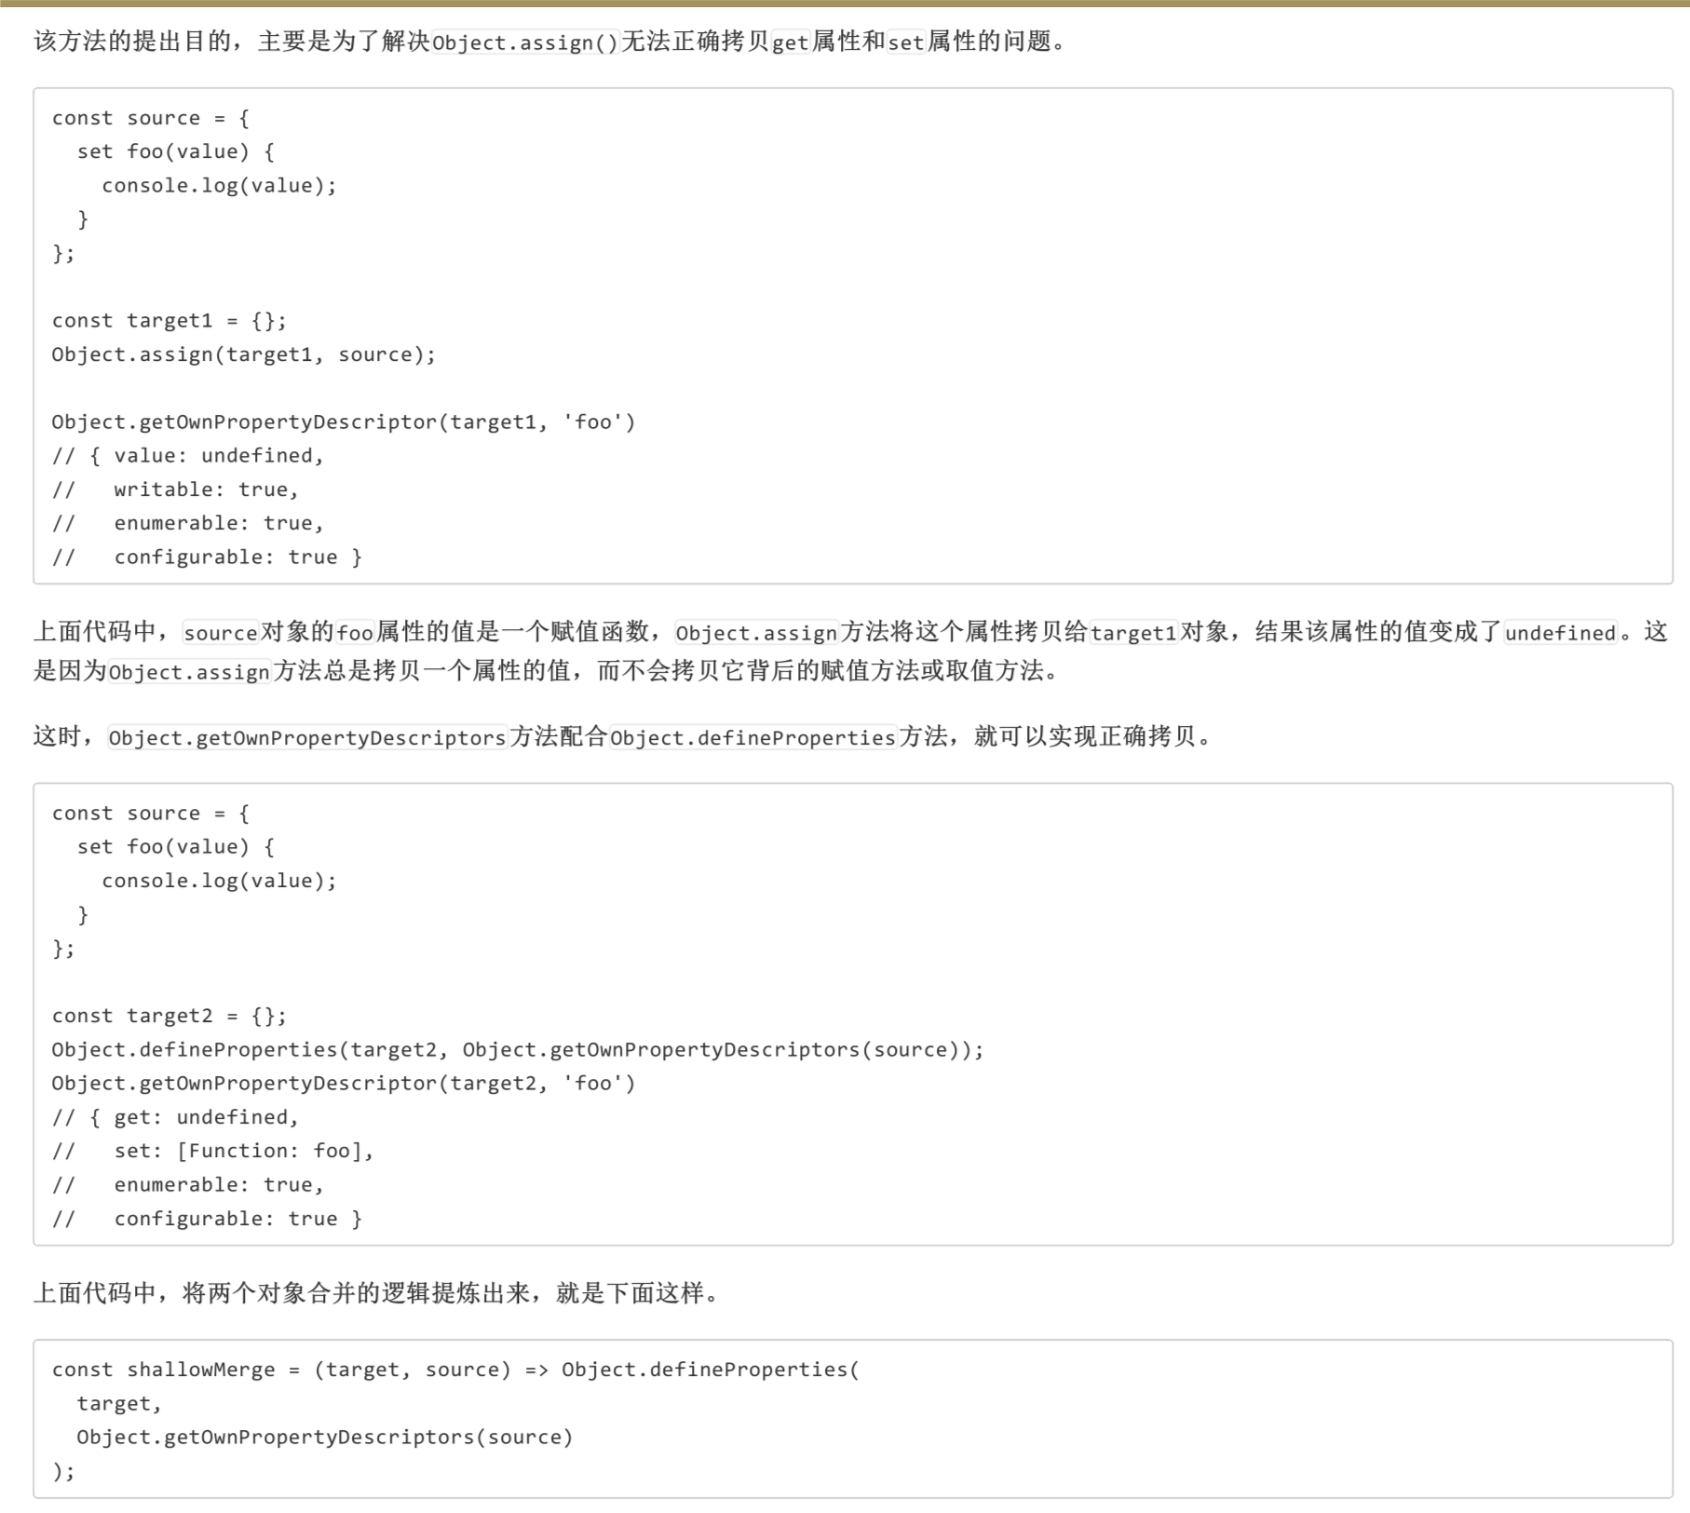 该方法的提出目的，主要是为了解决Object.assign()无法正确拷贝get属性和set属性的问题。
const source = {
  set foo(value) {
    console.log(value);
  }
};

const target1 = {};
Object.assign(target1, source);

Object.getOwnPropertyDescriptor(target1, 'foo')
// { value: undefined,
//   writable: true,
//   enumerable: true,
//   configurable: true }
上面代码中，source对象的foo属性的值是一个赋值函数，Object.assign方法将这个属性拷贝给target1对象，结果该属性的值变成了undefined。这
是因为Object.assign方法总是拷贝一个属性的值，而不会拷贝它背后的赋值方法或取值方法。
这时，Object.getOwnPropertyDescriptors方法配合Object.defineProperties方法，就可以实现正确拷贝。
const source = {
  set foo(value) {
    console.log(value);
  }
};

const target2 = {};
Object.defineProperties(target2, Object.getOwnPropertyDescriptors(source));
Object.getOwnPropertyDescriptor(target2, 'foo')
// { get: undefined,
//   set: [Function: foo],
//   enumerable: true,
//   configurable: true }
上面代码中，将两个对象合并的逻辑提炼出来，就是下面这样。
const shallowMerge = (target, source) => Object.defineProperties(
  target,
  Object.getOwnPropertyDescriptors(source)
);